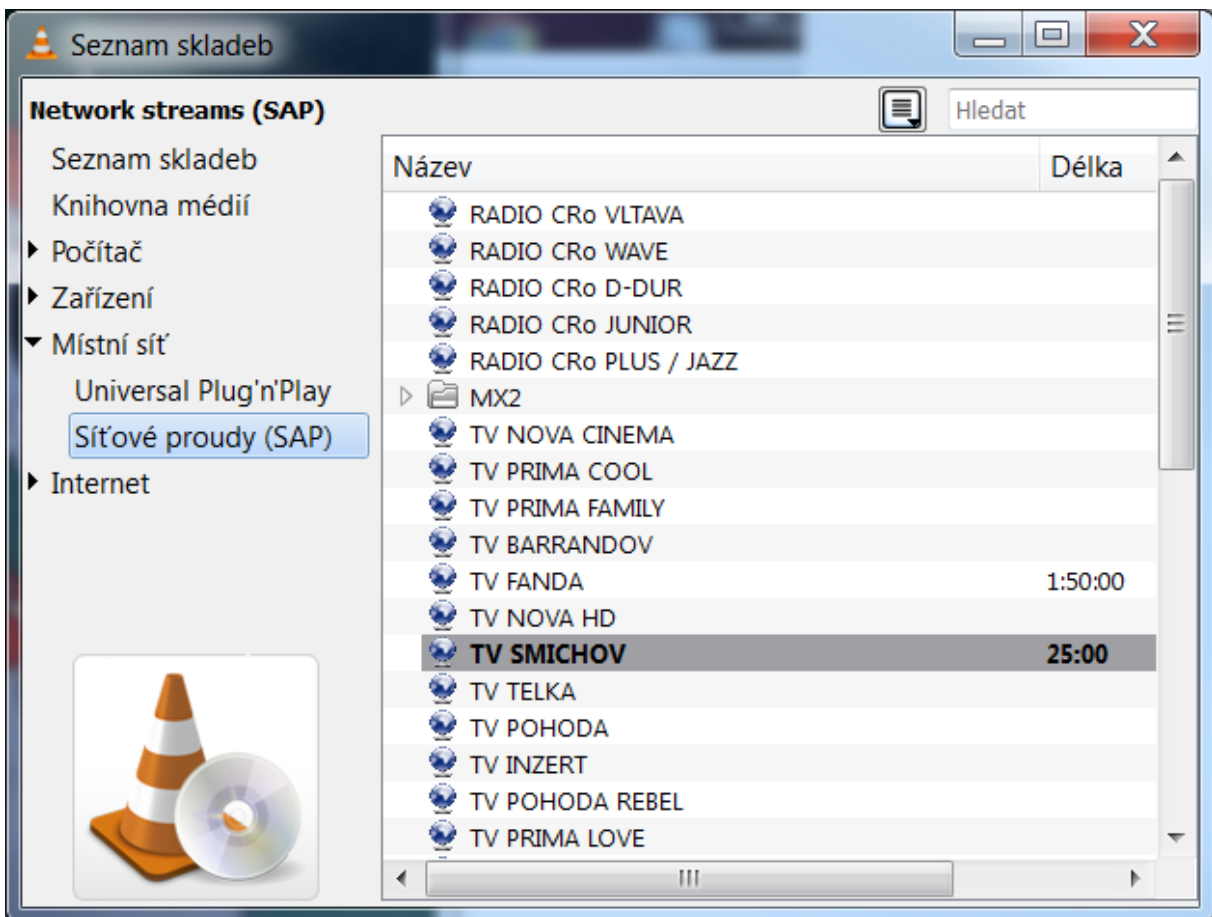 Seznam skladeb
Network streams (SAP)
Hledat
Seznam skladeb
Knihovna médií
Počítač
Zařízení
Místní síť
Universal Plug'n'Play
Síťové proudy (SAP)
Internet
Název Délka
RADIO CRo VLTAVA
RADIO CRo WAVE
RADIO CRo D-DUR
RADIO CRo JUNIOR
RADIO CRo PLUS / JAZZ
MX2
TV NOVA CINEMA
TV PRIMA COOL
TV PRIMA FAMILY
TV BARRANDOV
TV FANDA 1:50:00
TV NOVA HD
TV SMICHOV 25:00
TV TELKA
TV POHODA
TV INZERT
TV POHODA REBEL
TV PRIMA LOVE